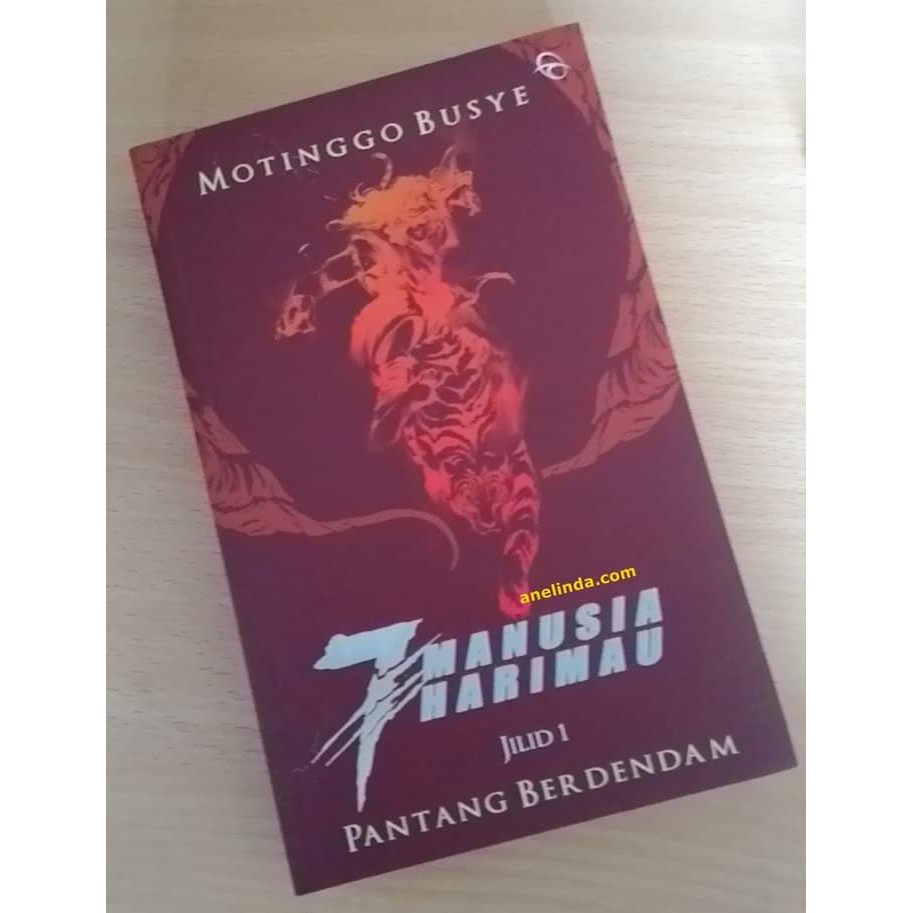 MOTINGGO BUSYE
anelinda.com
7 MANUSIA
HARIMAU
JILID 1
PANTANG BERDENDAM